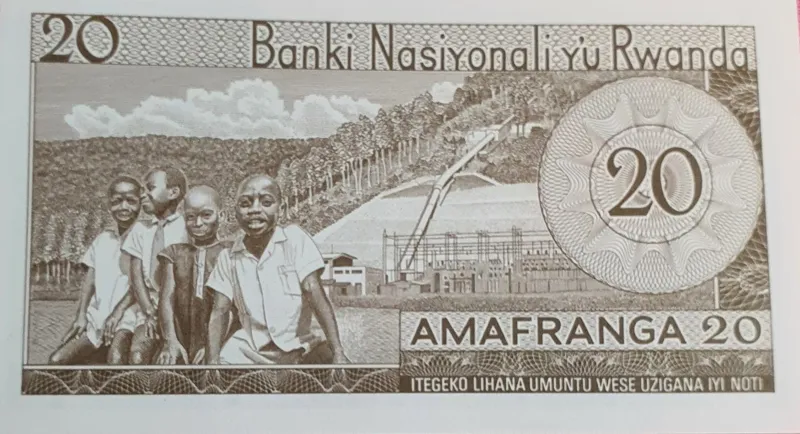 20
Banki Nasiyonali y'u Rwanda
20
AMAFRANGA 20
ITEGEKO LIHANA UMUNTU WESE UZIGANA IYI NOTI